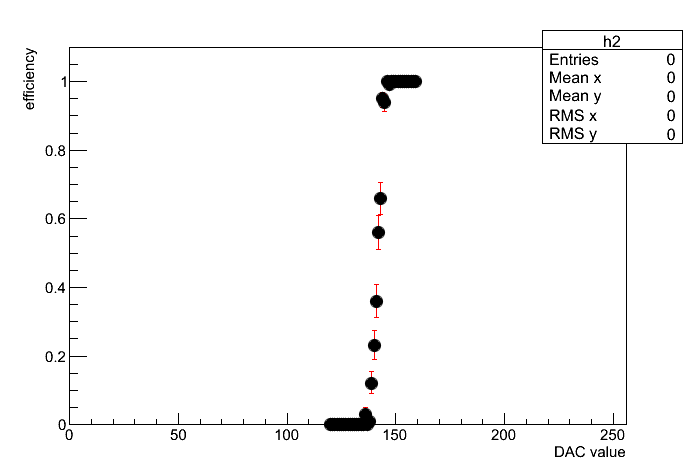 h2
Entries 0
Mean x 0
Mean y 0
RMS x 0
RMS y 0
efficiency
1
0.8
0.6
0.4
0.2
0
0 50 100 150 200 250
DAC value